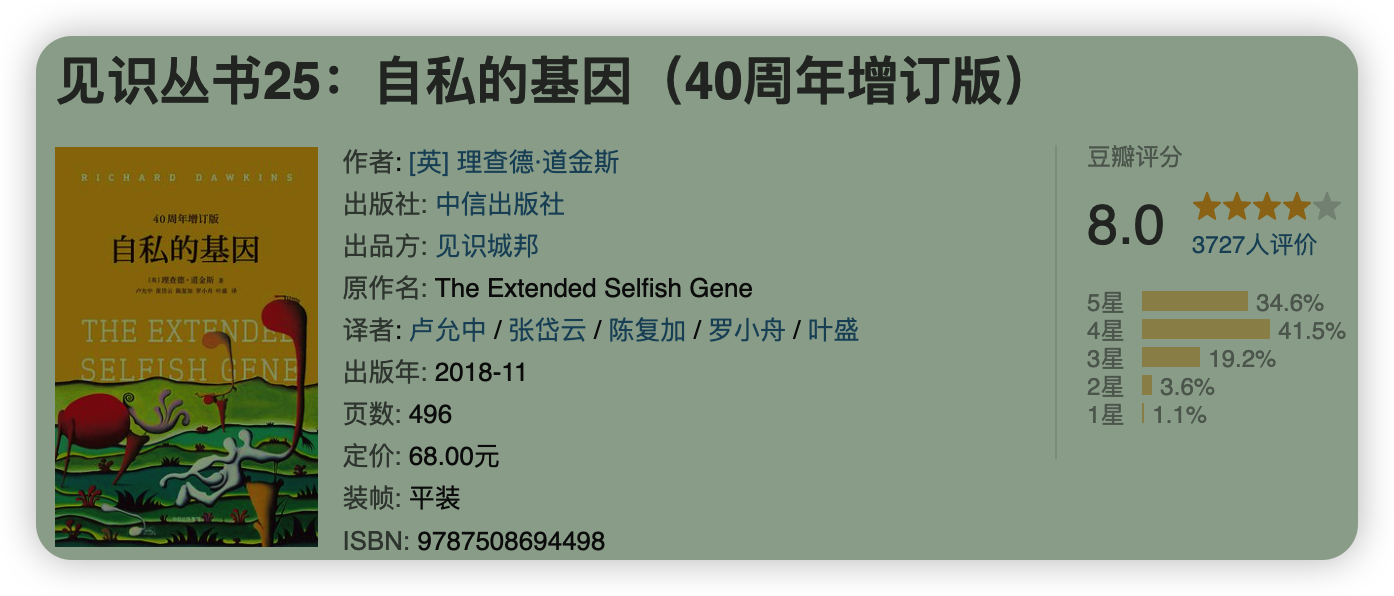 见识丛书25：自私的基因（40周年增订版）
RICHARD DAWKINS
40周年增订版
自私的基因
[英]理查德·道金斯 著
卢允中 张岱云 陈复加 罗小舟 叶盛 译
THE EXTENDED
SELFISH GENE
作者: [英] 理查德·道金斯
出版社: 中信出版社
出品方: 见识城邦
原作名: The Extended Selfish Gene
译者: 卢允中 / 张岱云 / 陈复加 / 罗小舟 / 叶盛
出版年: 2018-11
页数: 496
定价: 68.00元
装帧: 平装
ISBN: 9787508694498
豆瓣评分
8.0
3727人评价
5星 34.6%
4星 41.5%
3星 19.2%
2星 3.6%
1星 1.1%